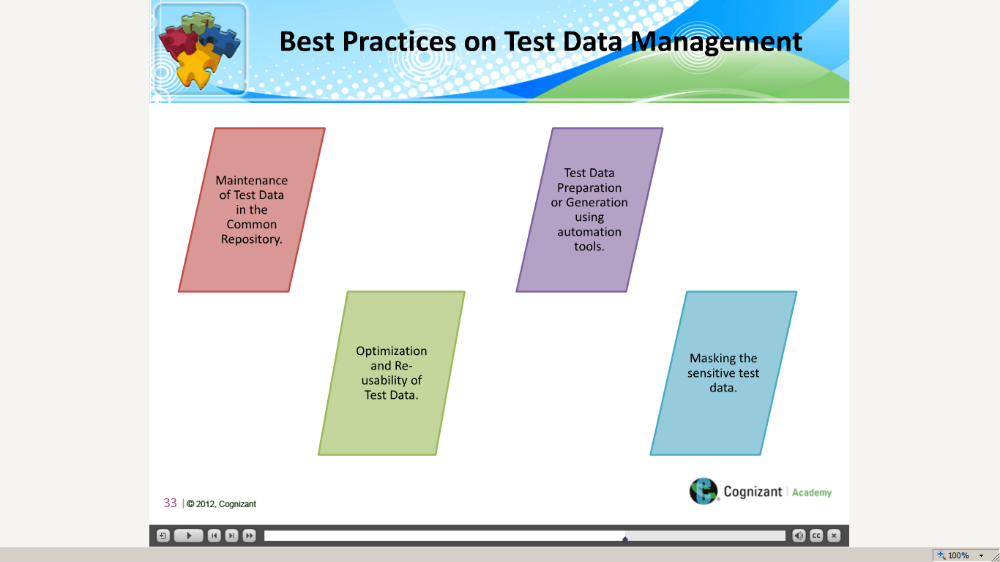 Best Practices on Test Data Management
Maintenance
of Test Data
in the
Common
Repository.
Test Data
Preparation
or Generation
using
automation
tools.
Optimization
and Re-
usability of
Test Data.
Masking the
sensitive test
data.
33 | © 2012, Cognizant
Cognizant | Academy
CC
100%